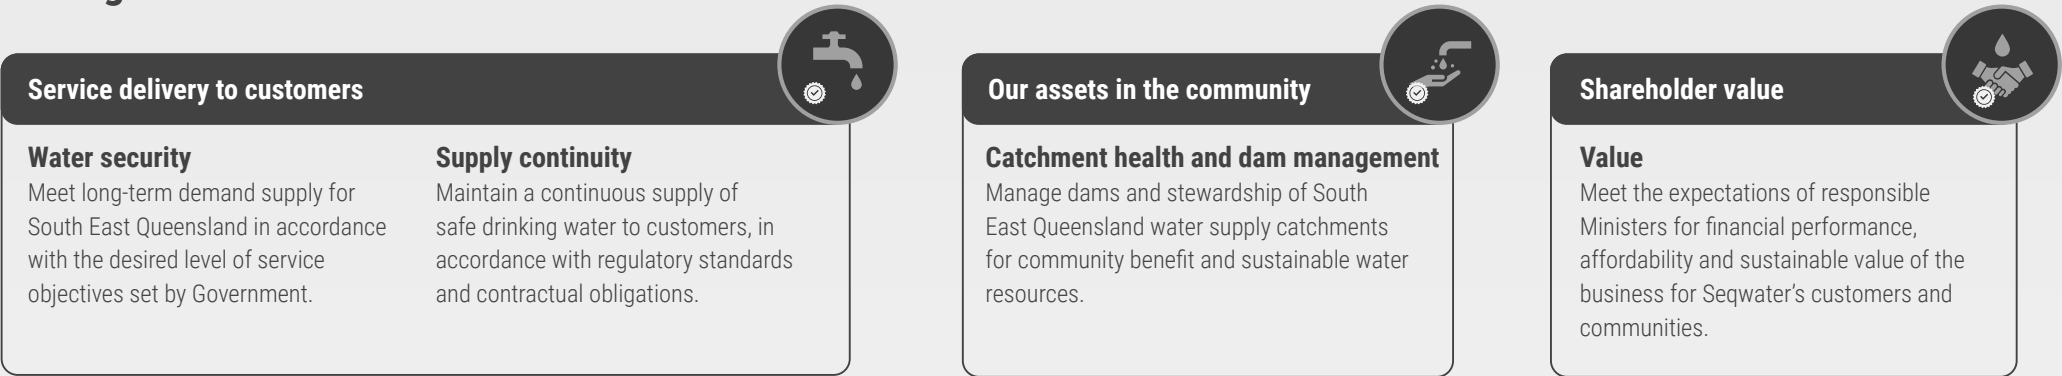 Service delivery to customers
Water security
Meet long-term demand supply for
South East Queensland in accordance
with the desired level of service
objectives set by Government.
Supply continuity
Maintain a continuous supply of
safe drinking water to customers, in
accordance with regulatory standards
and contractual obligations.
Our assets in the community
Catchment health and dam management
Manage dams and stewardship of South
East Queensland water supply catchments
for community benefit and sustainable water
resources.
Shareholder value
Value
Meet the expectations of responsible
Ministers for financial performance,
affordability and sustainable value of the
business for Seqwater’s customers and
communities.